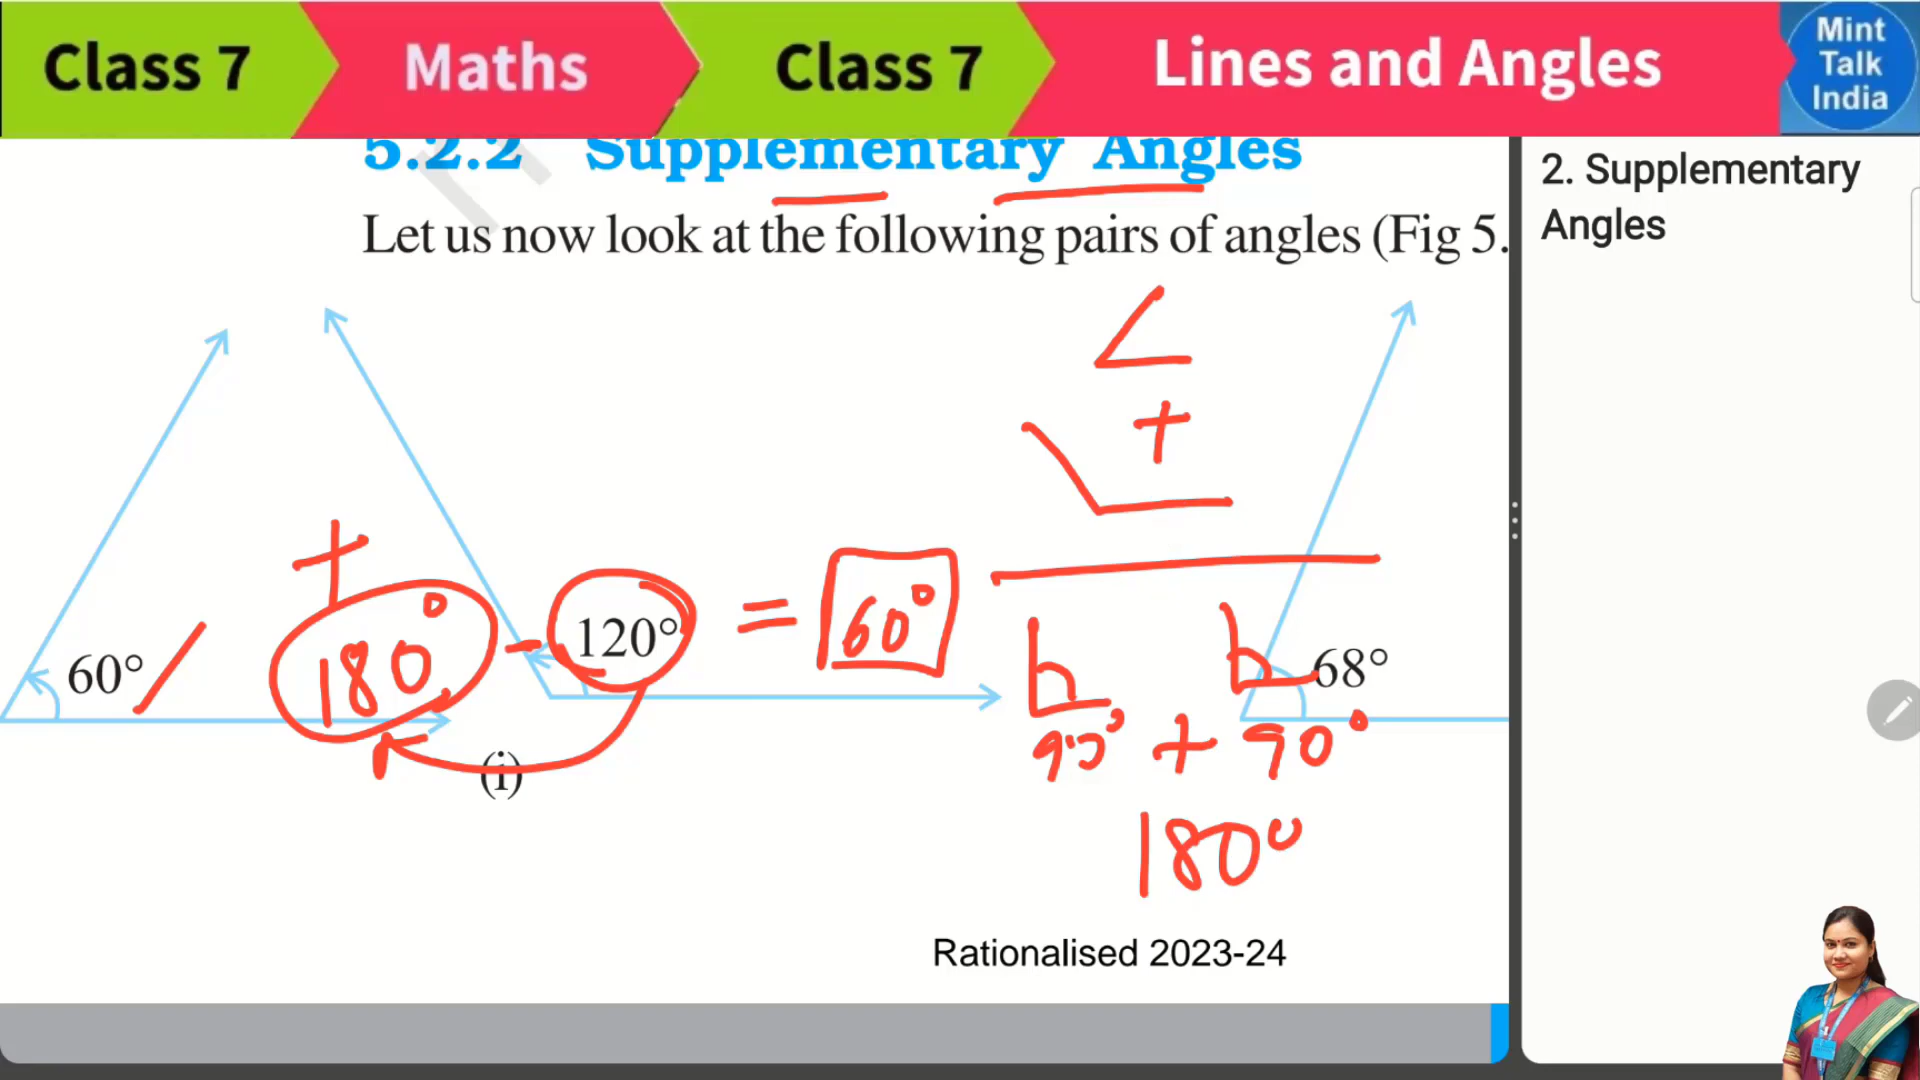 Class 7 Maths Class 7 Lines and Angles
Mint
Talk
India
5.2.2 Supplementary Angles
Let us now look at the following pairs of angles (Fig 5.
2. Supplementary
Angles
+
+
60° / 180° - 120° = 60°
68°
90° + 90°
(i)
180°
Rationalised 2023-24